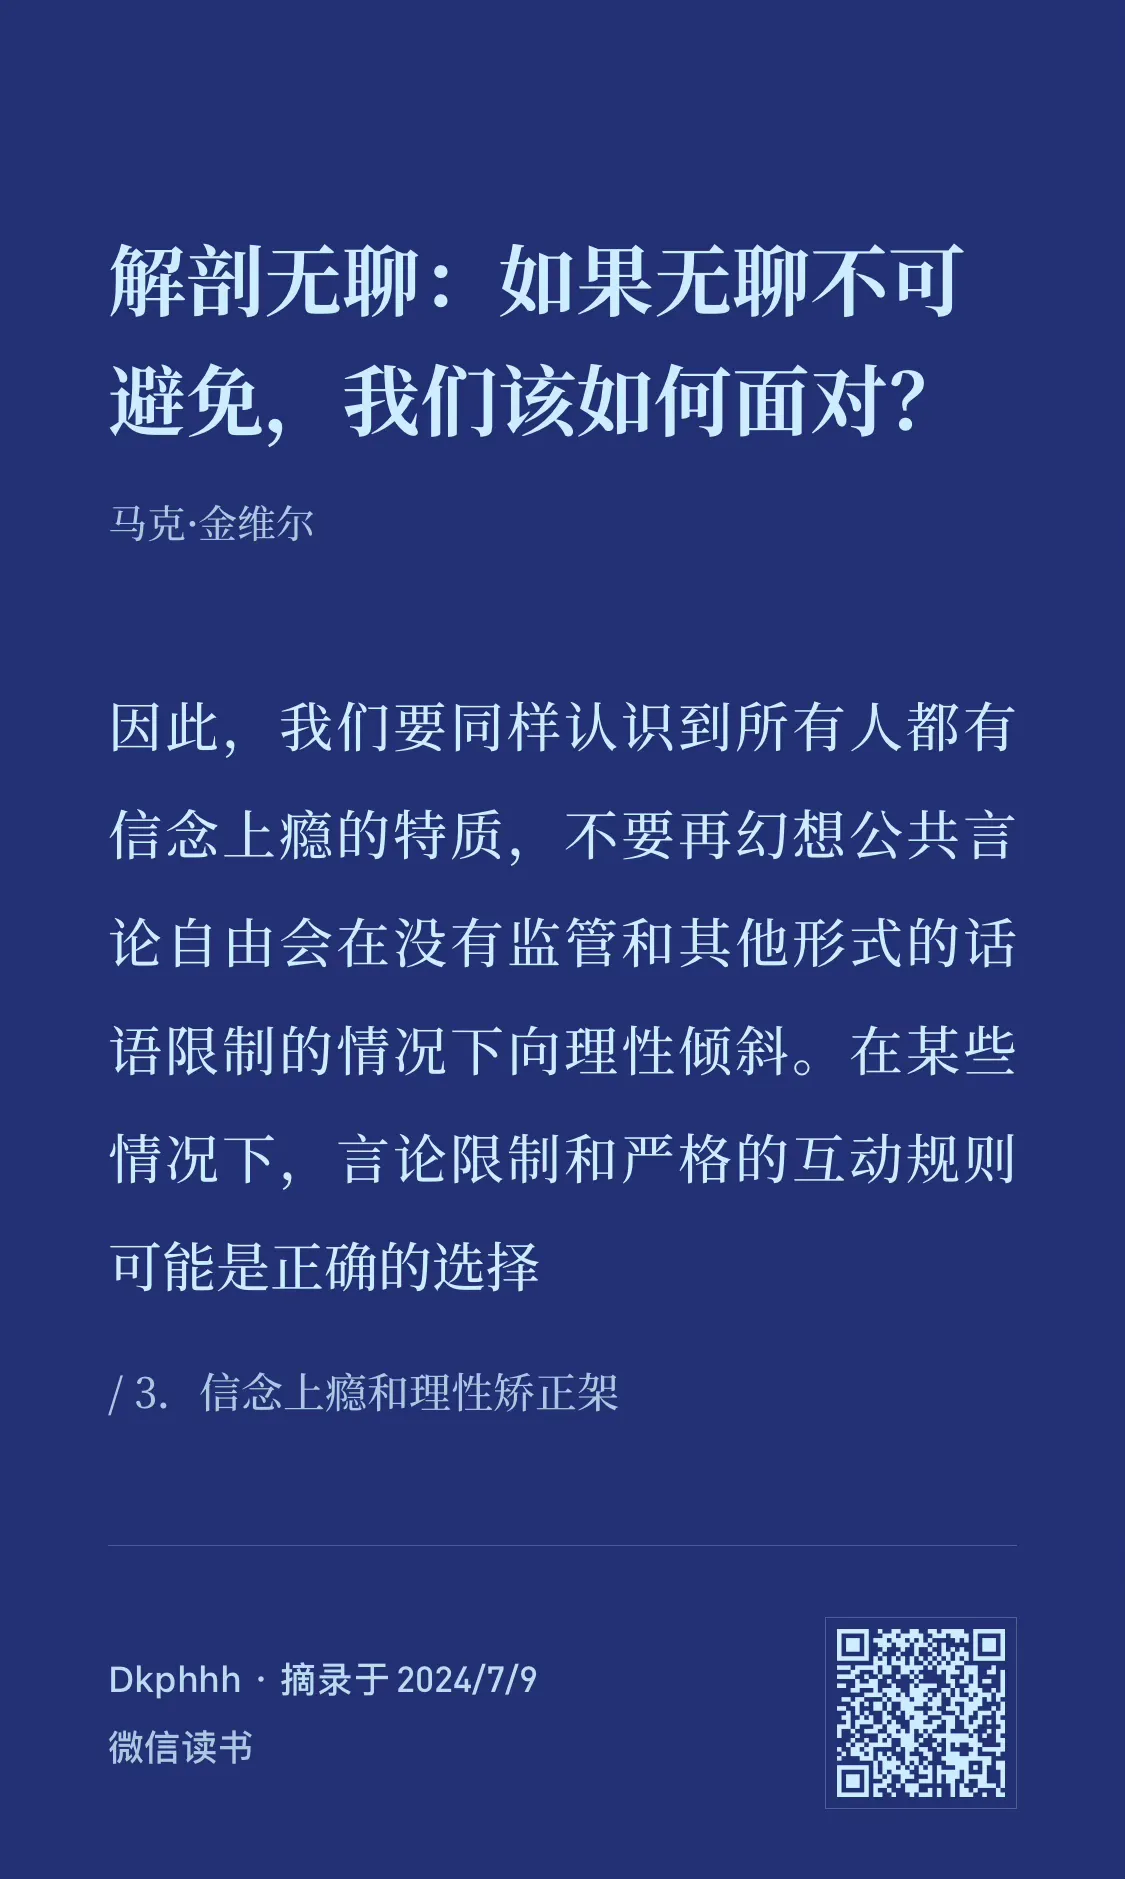 解剖无聊：如果无聊不可
避免，我们该如何面对？
马克·金维尔
因此，我们要同样认识到所有人都有
信念上瘾的特质，不要再幻想公共言
论自由会在没有监管和其他形式的话
语限制的情况下向理性倾斜。在某些
情况下，言论限制和严格的互动规则
可能是正确的选择
/ 3.  信念上瘾和理性矫正架
Dkphhh · 摘录于 2024/7/9
微信读书